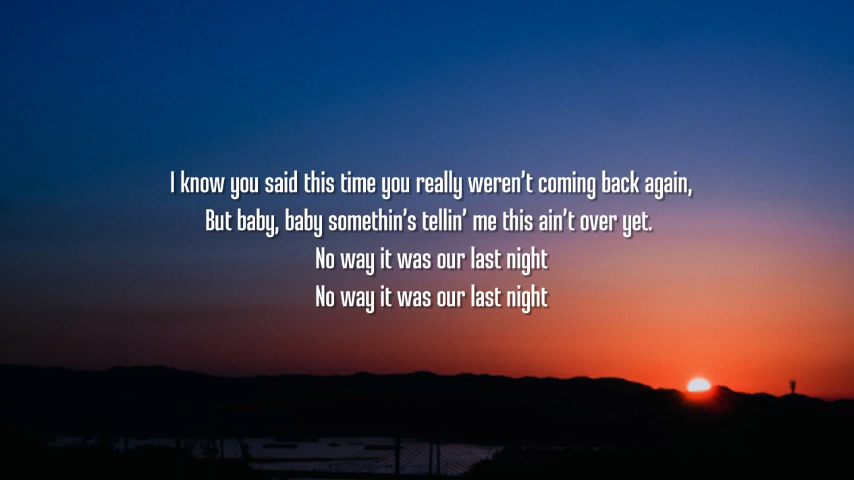 I know you said this time you really weren't coming back again,
But baby, baby somethin's tellin' me this ain't over yet.
No way it was our last night
No way it was our last night